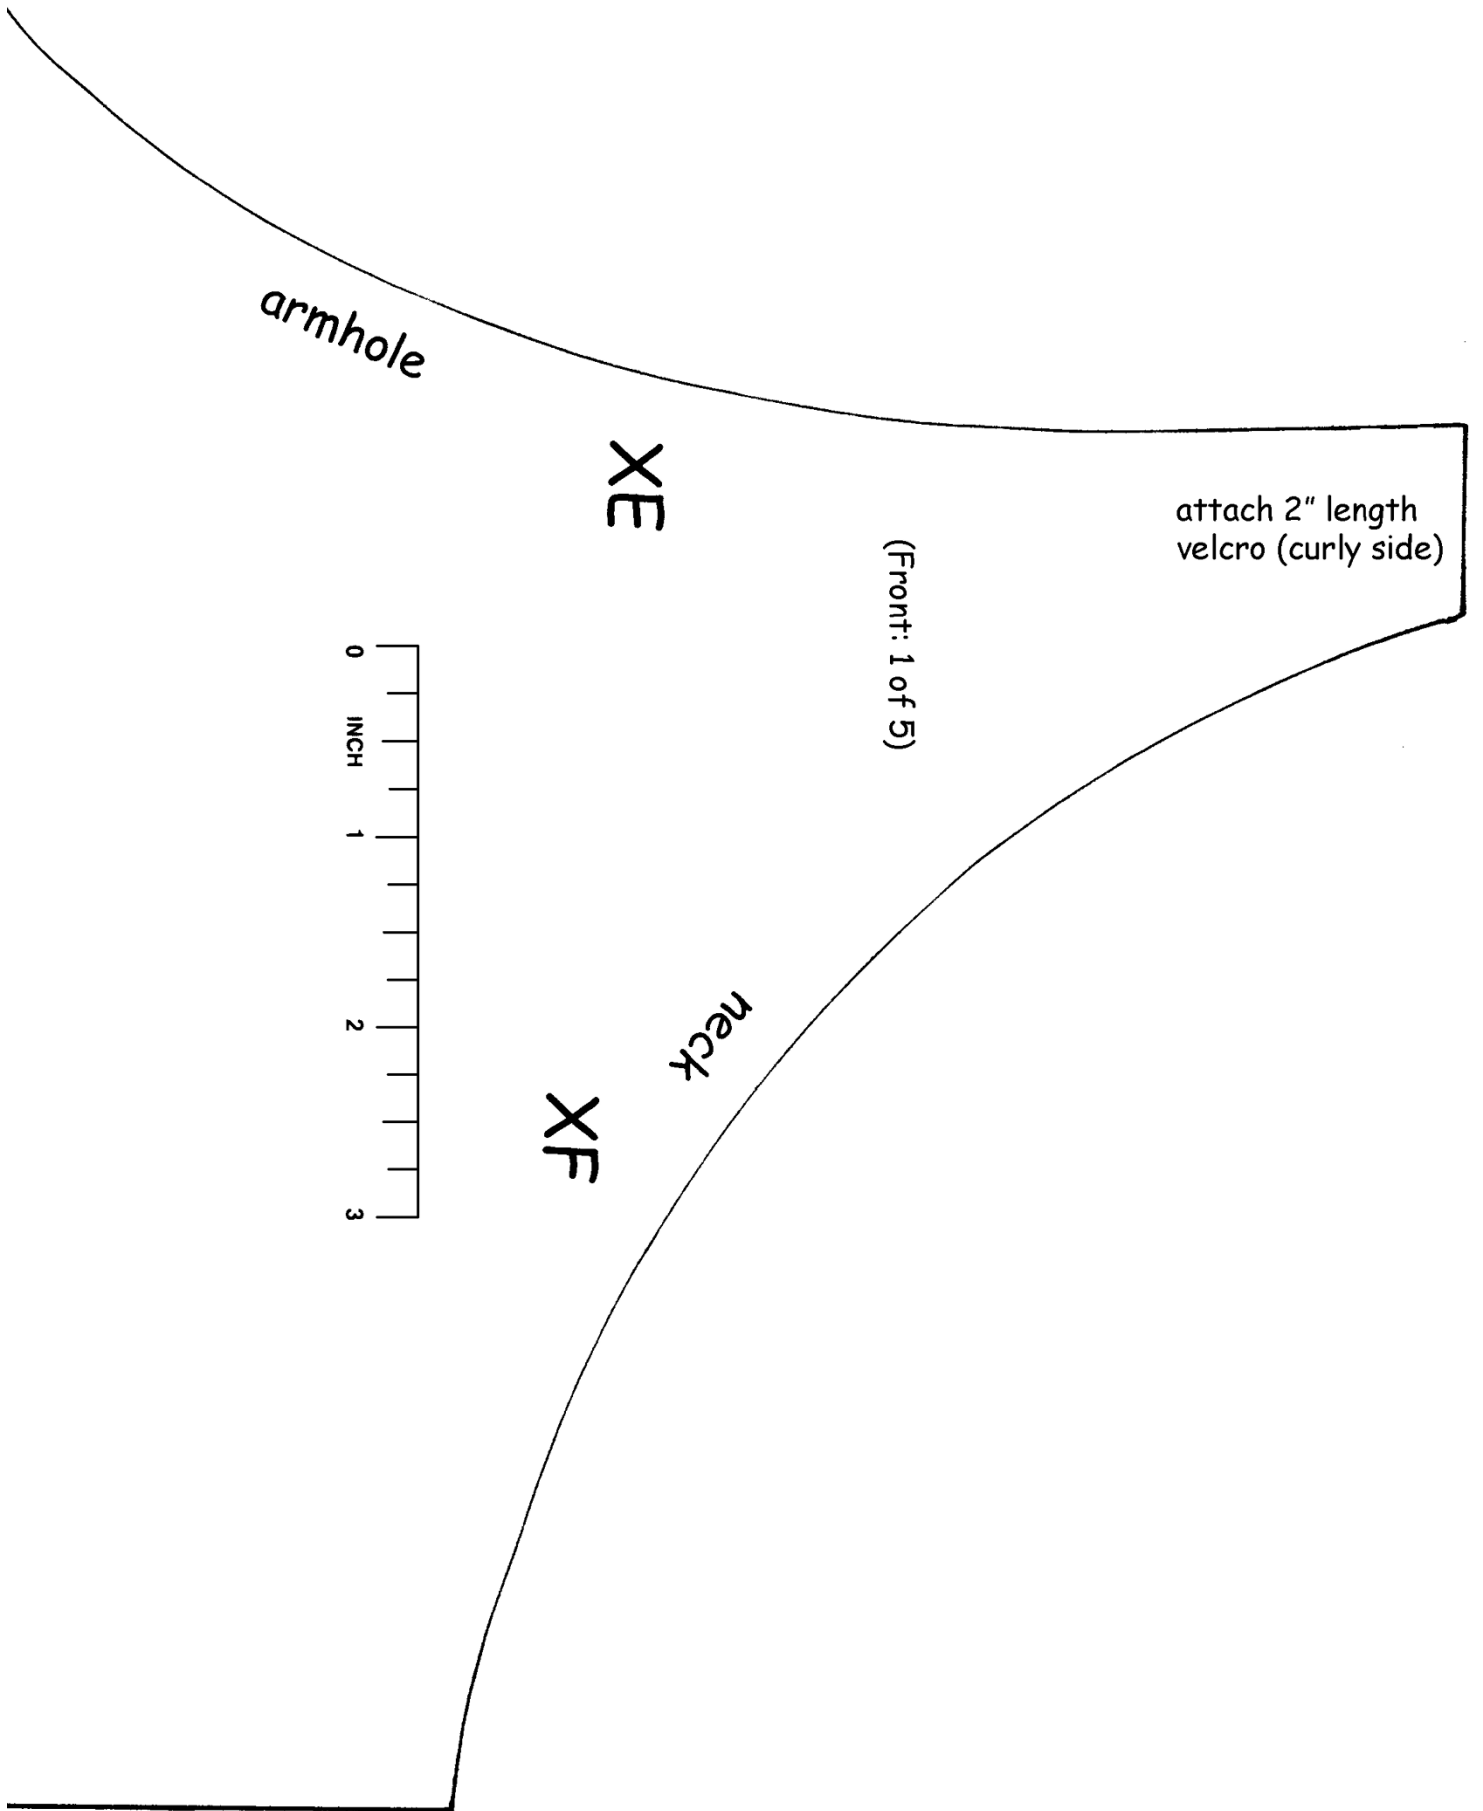 armhole
XE
attach 2" length
velcro (curly side)
(Front: 1 of 5)
0 INCH 1 2 3
neck
XF